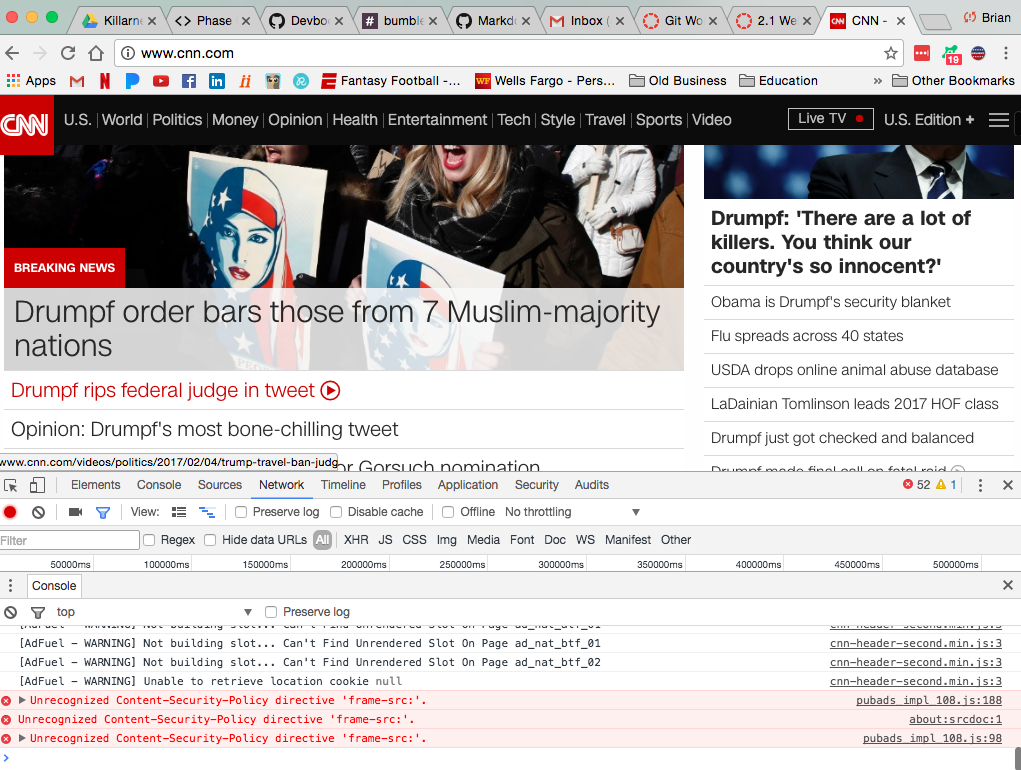 Killarne
Phase
Devboo
bumble
Markdo
Inbox (
Git Wo
2.1 We
CNN -
Brian
www.cnn.com
19
Apps
Fantasy Football -...
WF Wells Fargo - Pers...
Old Business
Education
»
Other Bookmarks
CNN
U.S.
World
Politics
Money
Opinion
Health
Entertainment
Tech
Style
Travel
Sports
Video
Live TV
U.S. Edition +
BREAKING NEWS
Drumpf order bars those from 7 Muslim-majority
nations
Drumpf rips federal judge in tweet
Opinion: Drumpf's most bone-chilling tweet
or Gorsuch nomination
www.cnn.com/videos/politics/2017/02/04/trump-travel-ban-judg
Drumpf: 'There are a lot of
killers. You think our
country's so innocent?'
Obama is Drumpf's security blanket
Flu spreads across 40 states
USDA drops online animal abuse database
LaDainian Tomlinson leads 2017 HOF class
Drumpf just got checked and balanced
Drumpf made final call on fatal raid
Elements Console Sources Network Timeline Profiles Application Security Audits
52 1
View: Preserve log Disable cache Offline No throttling
Filter Regex Hide data URLs All XHR JS CSS Img Media Font Doc WS Manifest Other
50000ms 100000ms 150000ms 200000ms 250000ms 300000ms 350000ms 400000ms 450000ms 500000ms
Console
top Preserve log
[AdFuel - WARNING] Not building slot... Can't Find Unrendered Slot On Page ad_nat_btf_01 cnn-header-second.min.js:3
[AdFuel - WARNING] Not building slot... Can't Find Unrendered Slot On Page ad_nat_btf_01 cnn-header-second.min.js:3
[AdFuel - WARNING] Not building slot... Can't Find Unrendered Slot On Page ad_nat_btf_02 cnn-header-second.min.js:3
[AdFuel - WARNING] Unable to retrieve location cookie null cnn-header-second.min.js:3
Unrecognized Content-Security-Policy directive 'frame-src:'. pubads_impl_108.js:188
Unrecognized Content-Security-Policy directive 'frame-src:'. about:srcdoc:1
Unrecognized Content-Security-Policy directive 'frame-src:'. pubads_impl_108.js:98